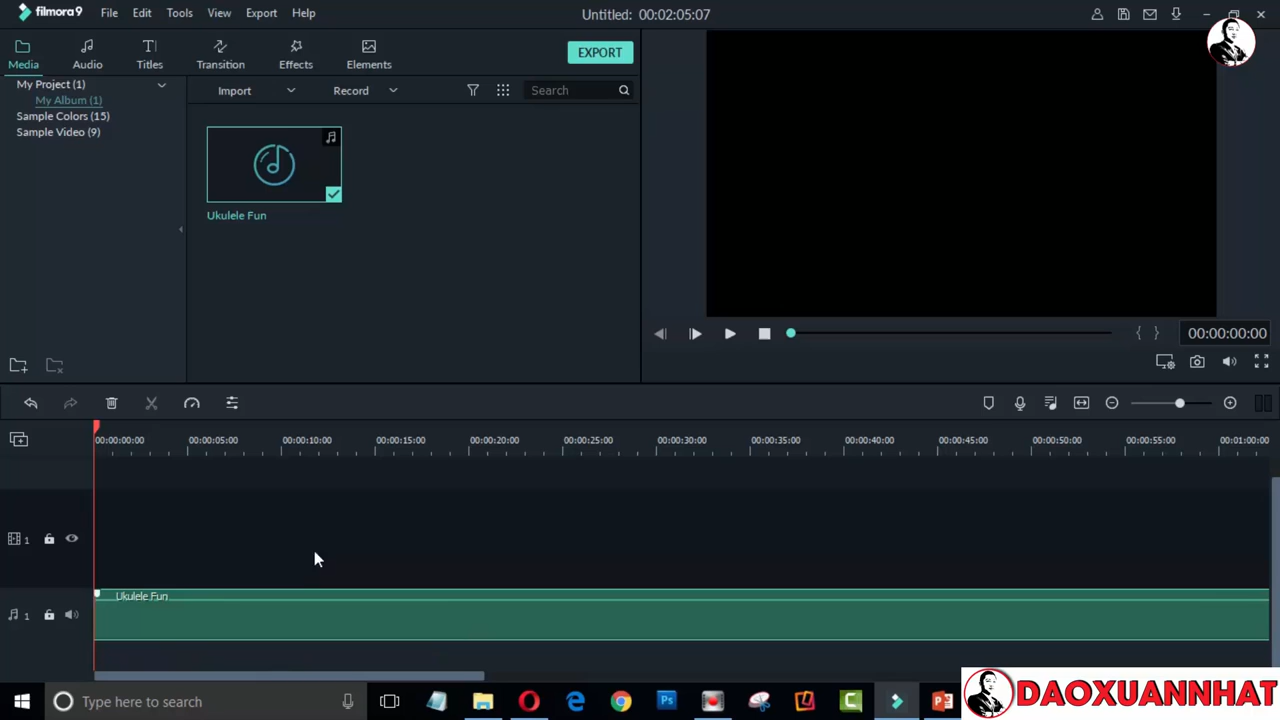 filmora9 File Edit Tools View Export Help Untitled: 00:02:05:07
Media Audio Titles Transition Effects Elements EXPORT
My Project (1)
My Album (1)
Sample Colors (15)
Sample Video (9)
Import Record Search
Ukulele Fun
00:00:00:00
00:00:00:00 00:00:05:00 00:00:10:00 00:00:15:00 00:00:20:00 00:00:25:00 00:00:30:00 00:00:35:00 00:00:40:00 00:00:45:00 00:00:50:00 00:00:55:00 00:01:00:00
1
Ukulele Fun
1
Type here to search
Ps
DAOXUANNHAT